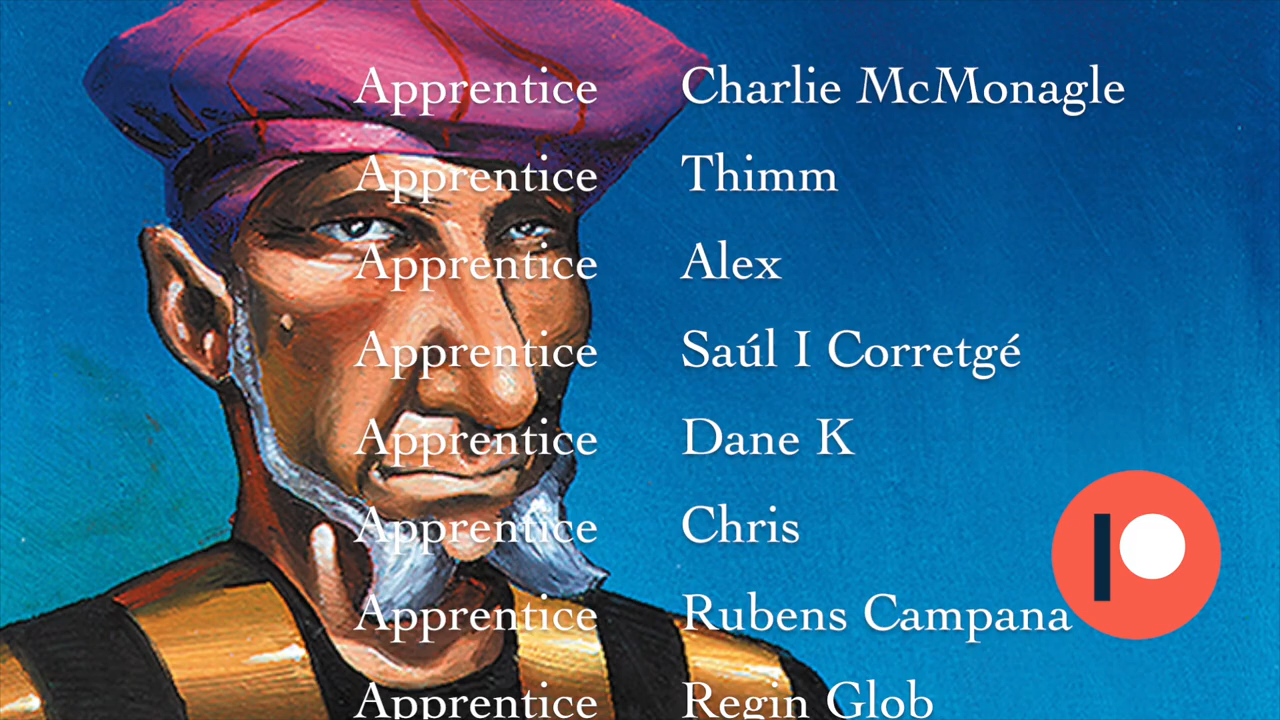 Apprentice Charlie McMonagle
Apprentice Thimm
Apprentice Alex
Apprentice Saúl I Corretgé
Apprentice Dane K
Apprentice Chris
Apprentice Rubens Campana
Apprentice Regin Glob